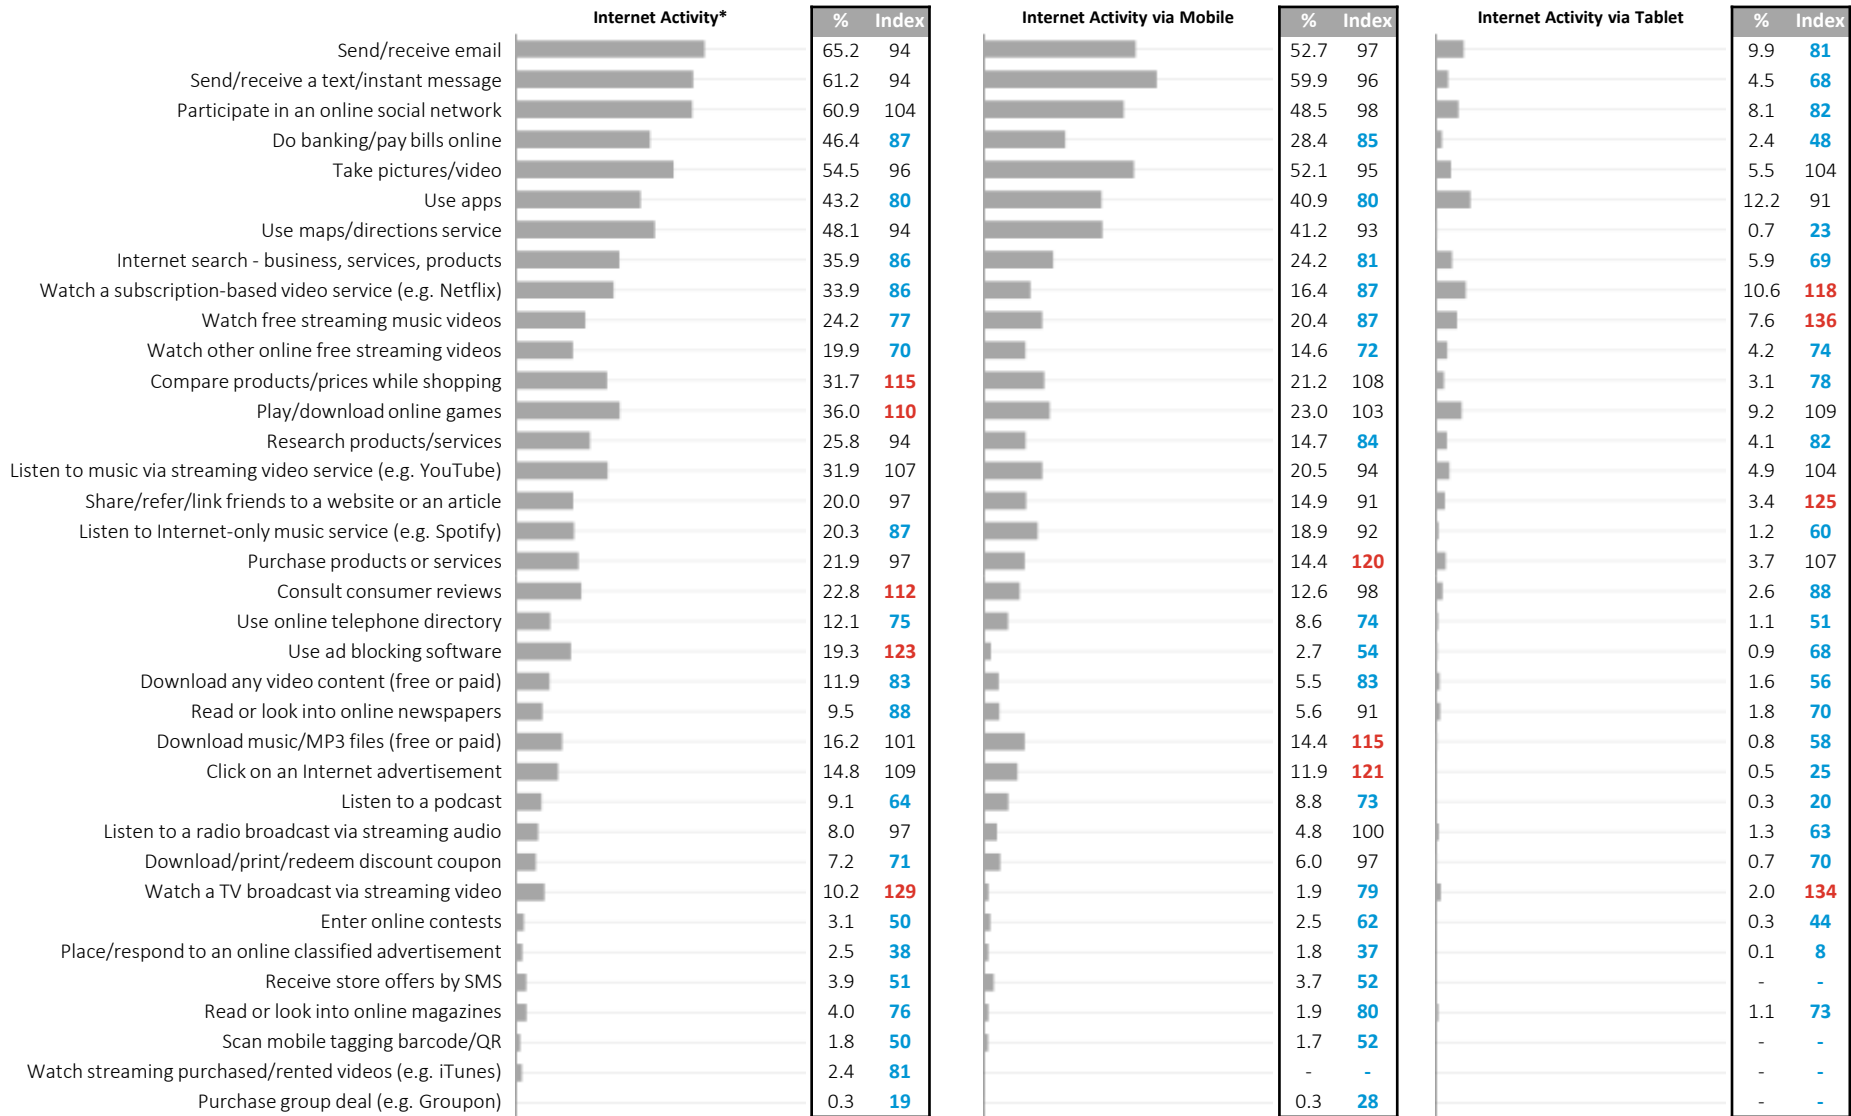 Internet Activity* % Index Internet Activity via Mobile % Index Internet Activity via Tablet % Index
Send/receive email 65.2 94 52.7 97 9.9 81
Send/receive a text/instant message 61.2 94 59.9 96 4.5 68
Participate in an online social network 60.9 104 48.5 98 8.1 82
Do banking/pay bills online 46.4 87 28.4 85 2.4 48
Take pictures/video 54.5 96 52.1 95 5.5 104
Use apps 43.2 80 40.9 80 12.2 91
Use maps/directions service 48.1 94 41.2 93 0.7 23
Internet search - business, services, products 35.9 86 24.2 81 5.9 69
Watch a subscription-based video service (e.g. Netflix) 33.9 86 16.4 87 10.6 118
Watch free streaming music videos 24.2 77 20.4 87 7.6 136
Watch other online free streaming videos 19.9 70 14.6 72 4.2 74
Compare products/prices while shopping 31.7 115 21.2 108 3.1 78
Play/download online games 36.0 110 23.0 103 9.2 109
Research products/services 25.8 94 14.7 84 4.1 82
Listen to music via streaming video service (e.g. YouTube) 31.9 107 20.5 94 4.9 104
Share/refer/link friends to a website or an article 20.0 97 14.9 91 3.4 125
Listen to Internet-only music service (e.g. Spotify) 20.3 87 18.9 92 1.2 60
Purchase products or services 21.9 97 14.4 120 3.7 107
Consult consumer reviews 22.8 112 12.6 98 2.6 88
Use online telephone directory 12.1 75 8.6 74 1.1 51
Use ad blocking software 19.3 123 2.7 54 0.9 68
Download any video content (free or paid) 11.9 83 5.5 83 1.6 56
Read or look into online newspapers 9.5 88 5.6 91 1.8 70
Download music/MP3 files (free or paid) 16.2 101 14.4 115 0.8 58
Click on an Internet advertisement 14.8 109 11.9 121 0.5 25
Listen to a podcast 9.1 64 8.8 73 0.3 20
Listen to a radio broadcast via streaming audio 8.0 97 4.8 100 1.3 63
Download/print/redeem discount coupon 7.2 71 6.0 97 0.7 70
Watch a TV broadcast via streaming video 10.2 129 1.9 79 2.0 134
Enter online contests 3.1 50 2.5 62 0.3 44
Place/respond to an online classified advertisement 2.5 38 1.8 37 0.1 8
Receive store offers by SMS 3.9 51 3.7 52 - -
Read or look into online magazines 4.0 76 1.9 80 1.1 73
Scan mobile tagging barcode/QR 1.8 50 1.7 52 - -
Watch streaming purchased/rented videos (e.g. iTunes) 2.4 81 - - - -
Purchase group deal (e.g. Groupon) 0.3 19 0.3 28 - -